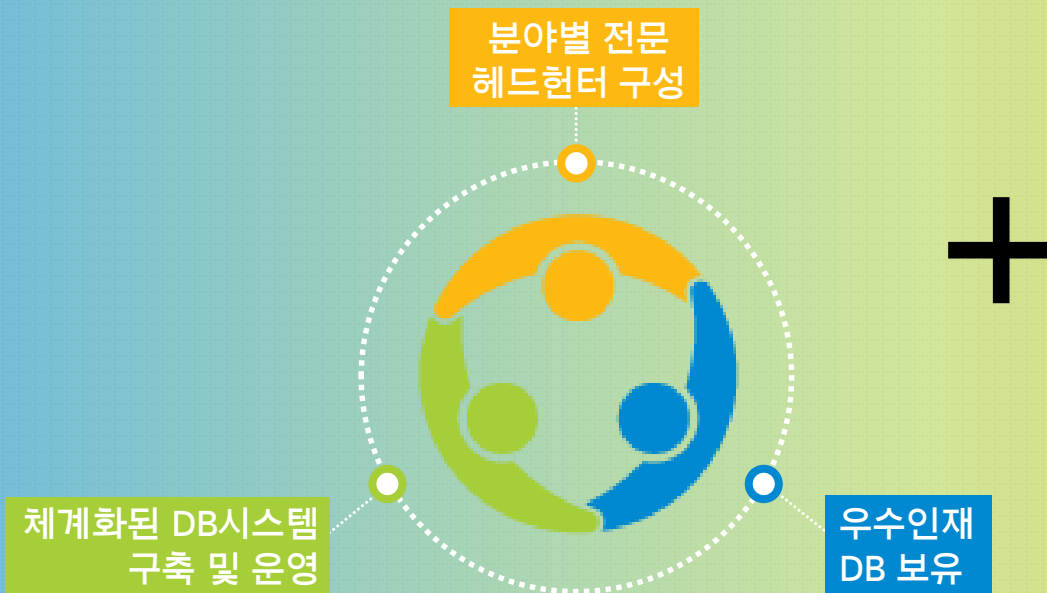 분야별 전문
헤드헌터 구성
+
체계화된 DB시스템
구축 및 운영
우수인재
DB 보유